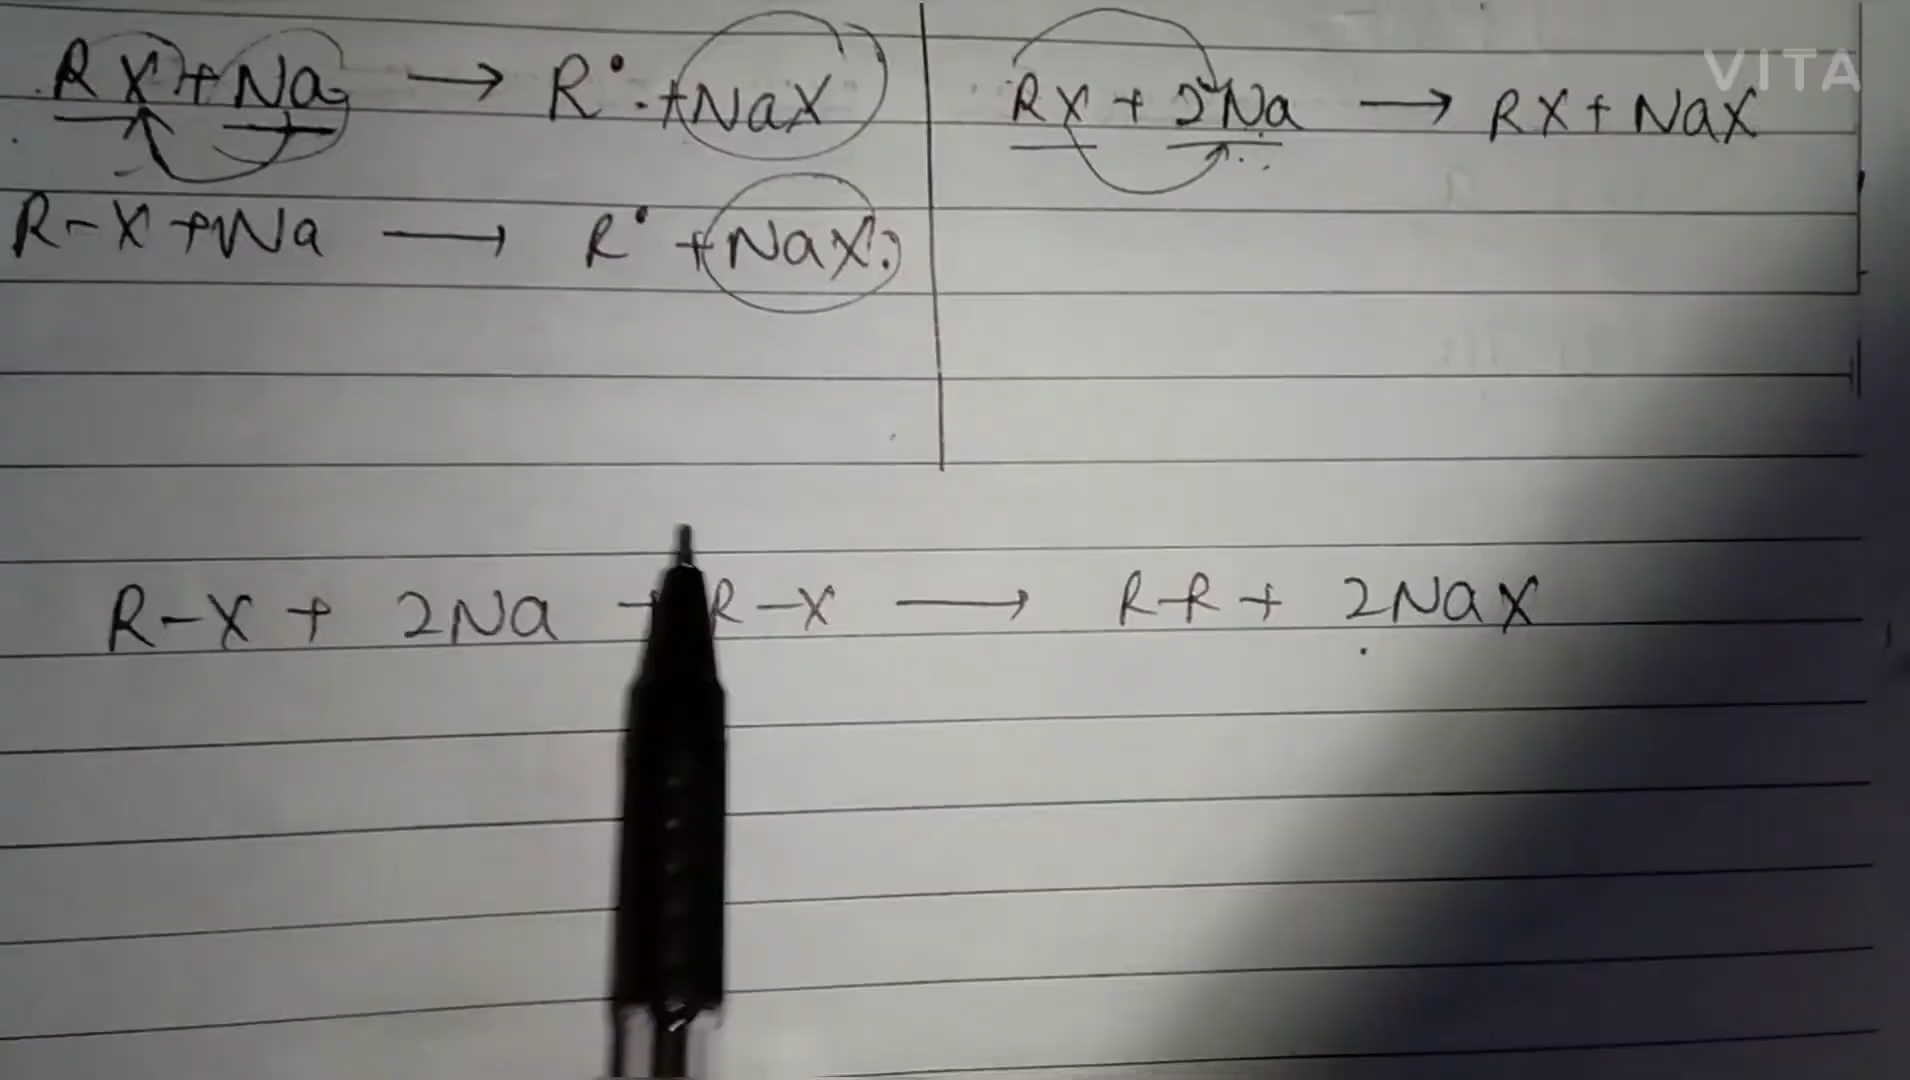 RX + Na → R• + NaX
R-X + Na → R• + NaX
RX + 2Na → RX + NaX
VITA
R-X + 2Na + R-X → R-R + 2NaX